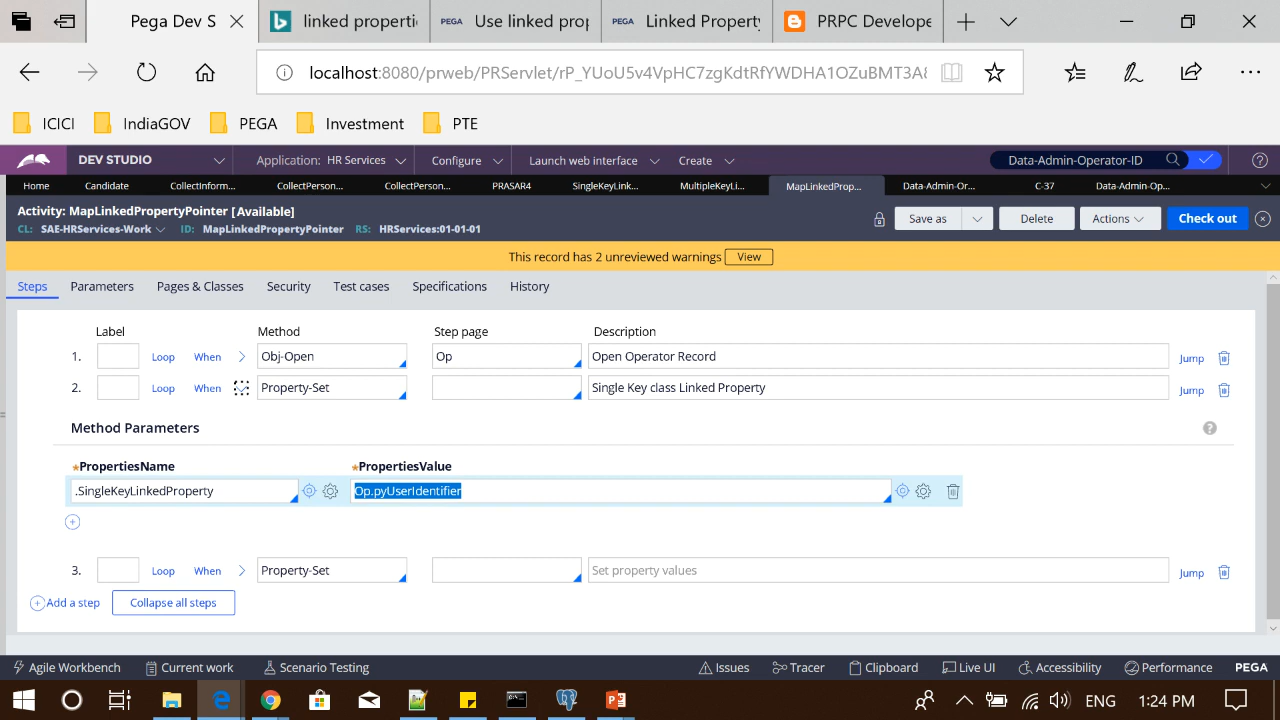 Pega Dev S
linked properti
Use linked prop
Linked Property
PRPC Develope
localhost:8080/prweb/PRServlet/rP_YUoU5v4VpHC7zgKdtRfYWDHA1OZuBMT3A8
ICICI
IndiaGOV
PEGA
Investment
PTE
DEV STUDIO
Application: HR Services
Configure
Launch web interface
Create
Data-Admin-Operator-ID
Home
Candidate
CollectInform...
CollectPerson...
CollectPerson...
PRASAR4
SingleKeyLink...
MultipleKeyLi...
MapLinkedProp...
Data-Admin-Or...
C-37
Data-Admin-Op...
Activity: MapLinkedPropertyPointer [Available]
CL: SAE-HRServices-Work ID: MapLinkedPropertyPointer RS: HRServices:01-01-01
Save as
Delete
Actions
Check out
This record has 2 unreviewed warnings View
Steps
Parameters
Pages & Classes
Security
Test cases
Specifications
History
Label Method Step page Description
1. Loop When Obj-Open Op Open Operator Record Jump
2. Loop When Property-Set Single Key class Linked Property Jump
Method Parameters
★PropertiesName ★PropertiesValue
.SingleKeyLinkedProperty Op.pyUserIdentifier
3. Loop When Property-Set Set property values Jump
Add a step Collapse all steps
Agile Workbench
Current work
Scenario Testing
Issues
Tracer
Clipboard
Live UI
Accessibility
Performance
PEGA
ENG
1:24 PM